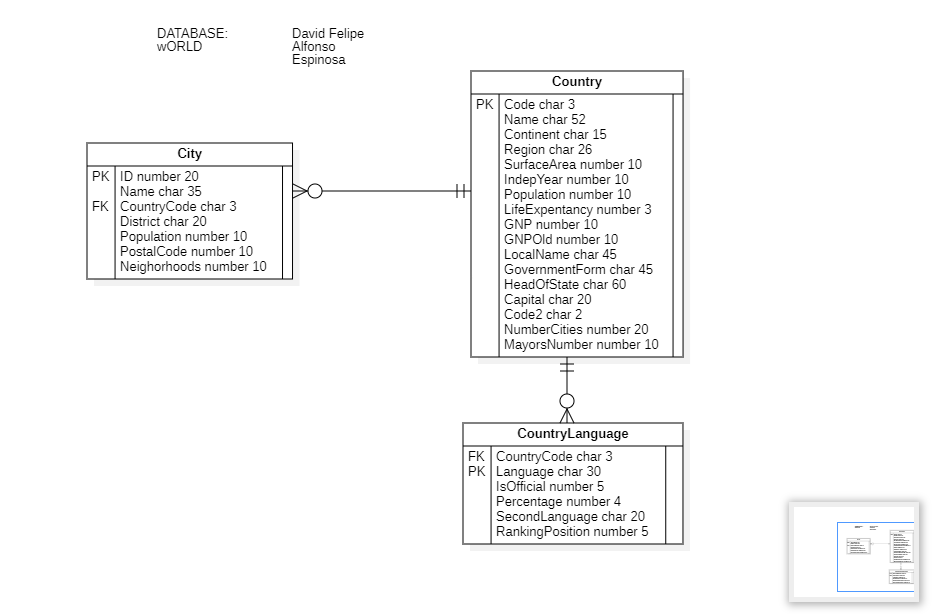 DATABASE:
wORLD
David Felipe
Alfonso
Espinosa
Country
PK Code char 3
Name char 52
Continent char 15
Region char 26
SurfaceArea number 10
IndepYear number 10
Population number 10
LifeExpentancy number 3
GNP number 10
GNPOld number 10
LocalName char 45
GovernmentForm char 45
HeadOfState char 60
Capital char 20
Code2 char 2
NumberCities number 20
MayorsNumber number 10
City
PK ID number 20
Name char 35
FK CountryCode char 3
District char 20
Population number 10
PostalCode number 10
Neighorhoods number 10
CountryLanguage
FK CountryCode char 3
PK Language char 30
IsOfficial number 5
Percentage number 4
SecondLanguage char 20
RankingPosition number 5